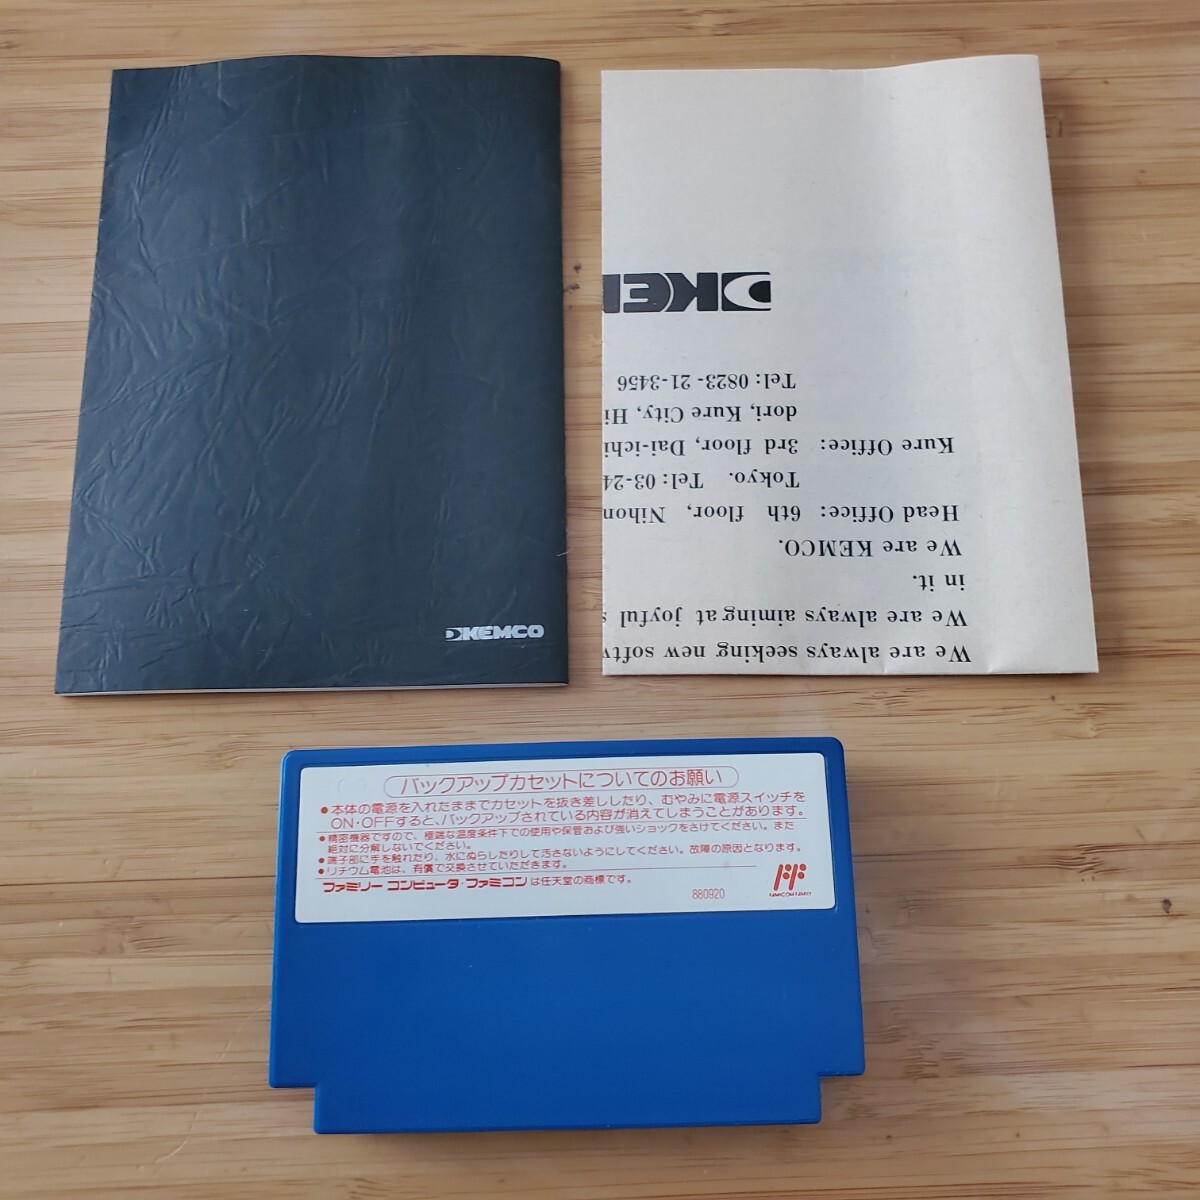 KEMCO
We are always seeking new softw
We are always aiming at joyful s
in it.
We are KEMCO.
Head Office: 6th floor, Nihon
Tokyo. Tel: 03-24
Kure Office: 3rd floor, Dai-ichi
dori, Kure City, Hi
Tel: 0823-21-3456
KEM
バックアップカセットについてのお願い
●本体の電源を入れたままでカセットを抜き差ししたり、むやみに電源スイッチを
ON・OFFすると、バックアップされている内容が消えてしまうことがあります。
●精密機器ですので、極端な温度条件下での使用や保管および強いショックをさけてください。また
絶対に分解しないでください。
●端子部に手を触れたり、水にぬらしたりして汚さないようにしてください。故障の原因となります。
●リチウム電池は、有償で交換させていただきます。
ファミリー コンピュータ・ファミコンは任天堂の商標です。
880920
FAMICOM FAMILY